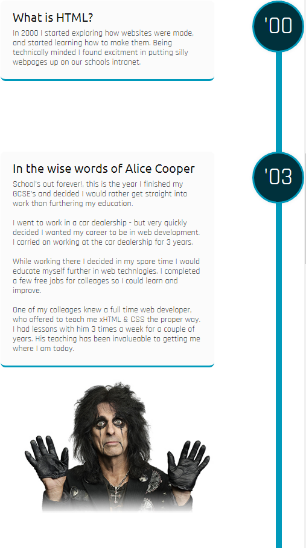 What is HTML?
'00
In 2000 I started exploring how websites were made,
and started learning how to make them. Being
technically minded I found excitment in putting silly
webpages up on our schools intranet.
In the wise words of Alice Cooper
'03
School's out forever!, this is the year I finished my
GCSE's and decided I would rather get straight into
work than furthering my education.
I went to work in a car dealership - but very quickly
decided I wanted my career to be in web development.
I carried on working at the car dealership for 3 years.
While working there I decided in my spare time I would
educate myself further in web technlogies. I completed
a few free jobs for colleages so I could learn and
improve.
One of my colleages knew a full time web developer,
who offered to teach me xHTML & CSS the proper way.
I had lessons with him 3 times a week for a couple of
years. His teaching has been invalueable to getting me
where I am today.